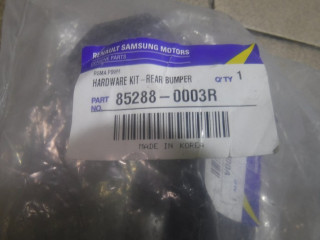 RENAULT SAMSUNG MOTORS
HARDWARE KIT-REAR BUMPER Q'TY 1
PART NO. 85288-0003R
MADE IN KOREA